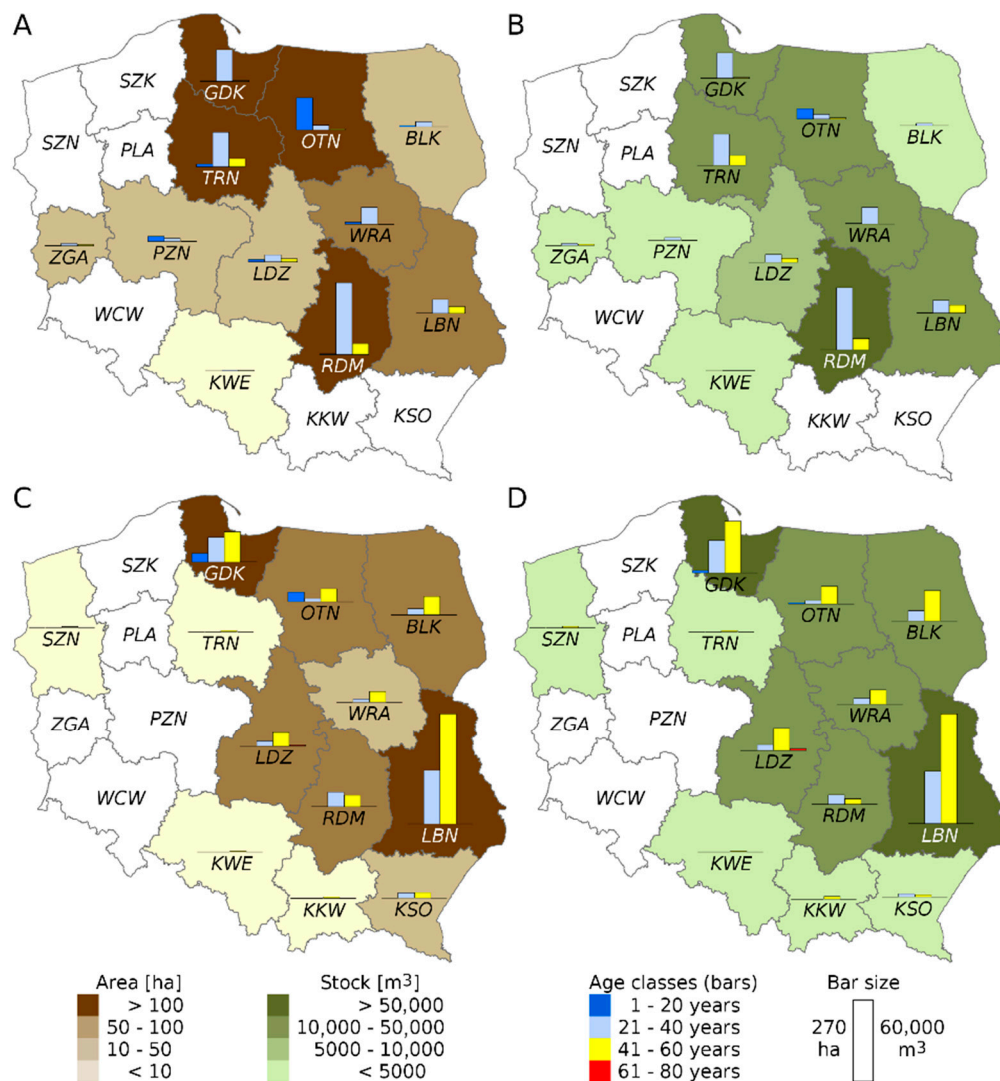 A
B
SZK
GDK
SZN
PLA
OTN
BLK
TRN
WRA
ZGA
PZN
LDZ
WCW
LBN
RDM
KWE
KKW
KSO
SZK
GDK
SZN
PLA
OTN
BLK
TRN
WRA
ZGA
PZN
LDZ
WCW
LBN
RDM
KWE
KKW
KSO
C
D
SZK
GDK
SZN
PLA
OTN
BLK
TRN
WRA
ZGA
PZN
LDZ
WCW
RDM
LBN
KWE
KKW
KSO
SZK
GDK
SZN
PLA
OTN
BLK
TRN
WRA
ZGA
PZN
LDZ
WCW
RDM
LBN
KWE
KKW
KSO
Area [ha]
> 100
50 - 100
10 - 50
< 10
Stock [m³]
> 50,000
10,000 - 50,000
5000 - 10,000
< 5000
Age classes (bars)
1 - 20 years
21 - 40 years
41 - 60 years
61 - 80 years
Bar size
270 ha
60,000 m³